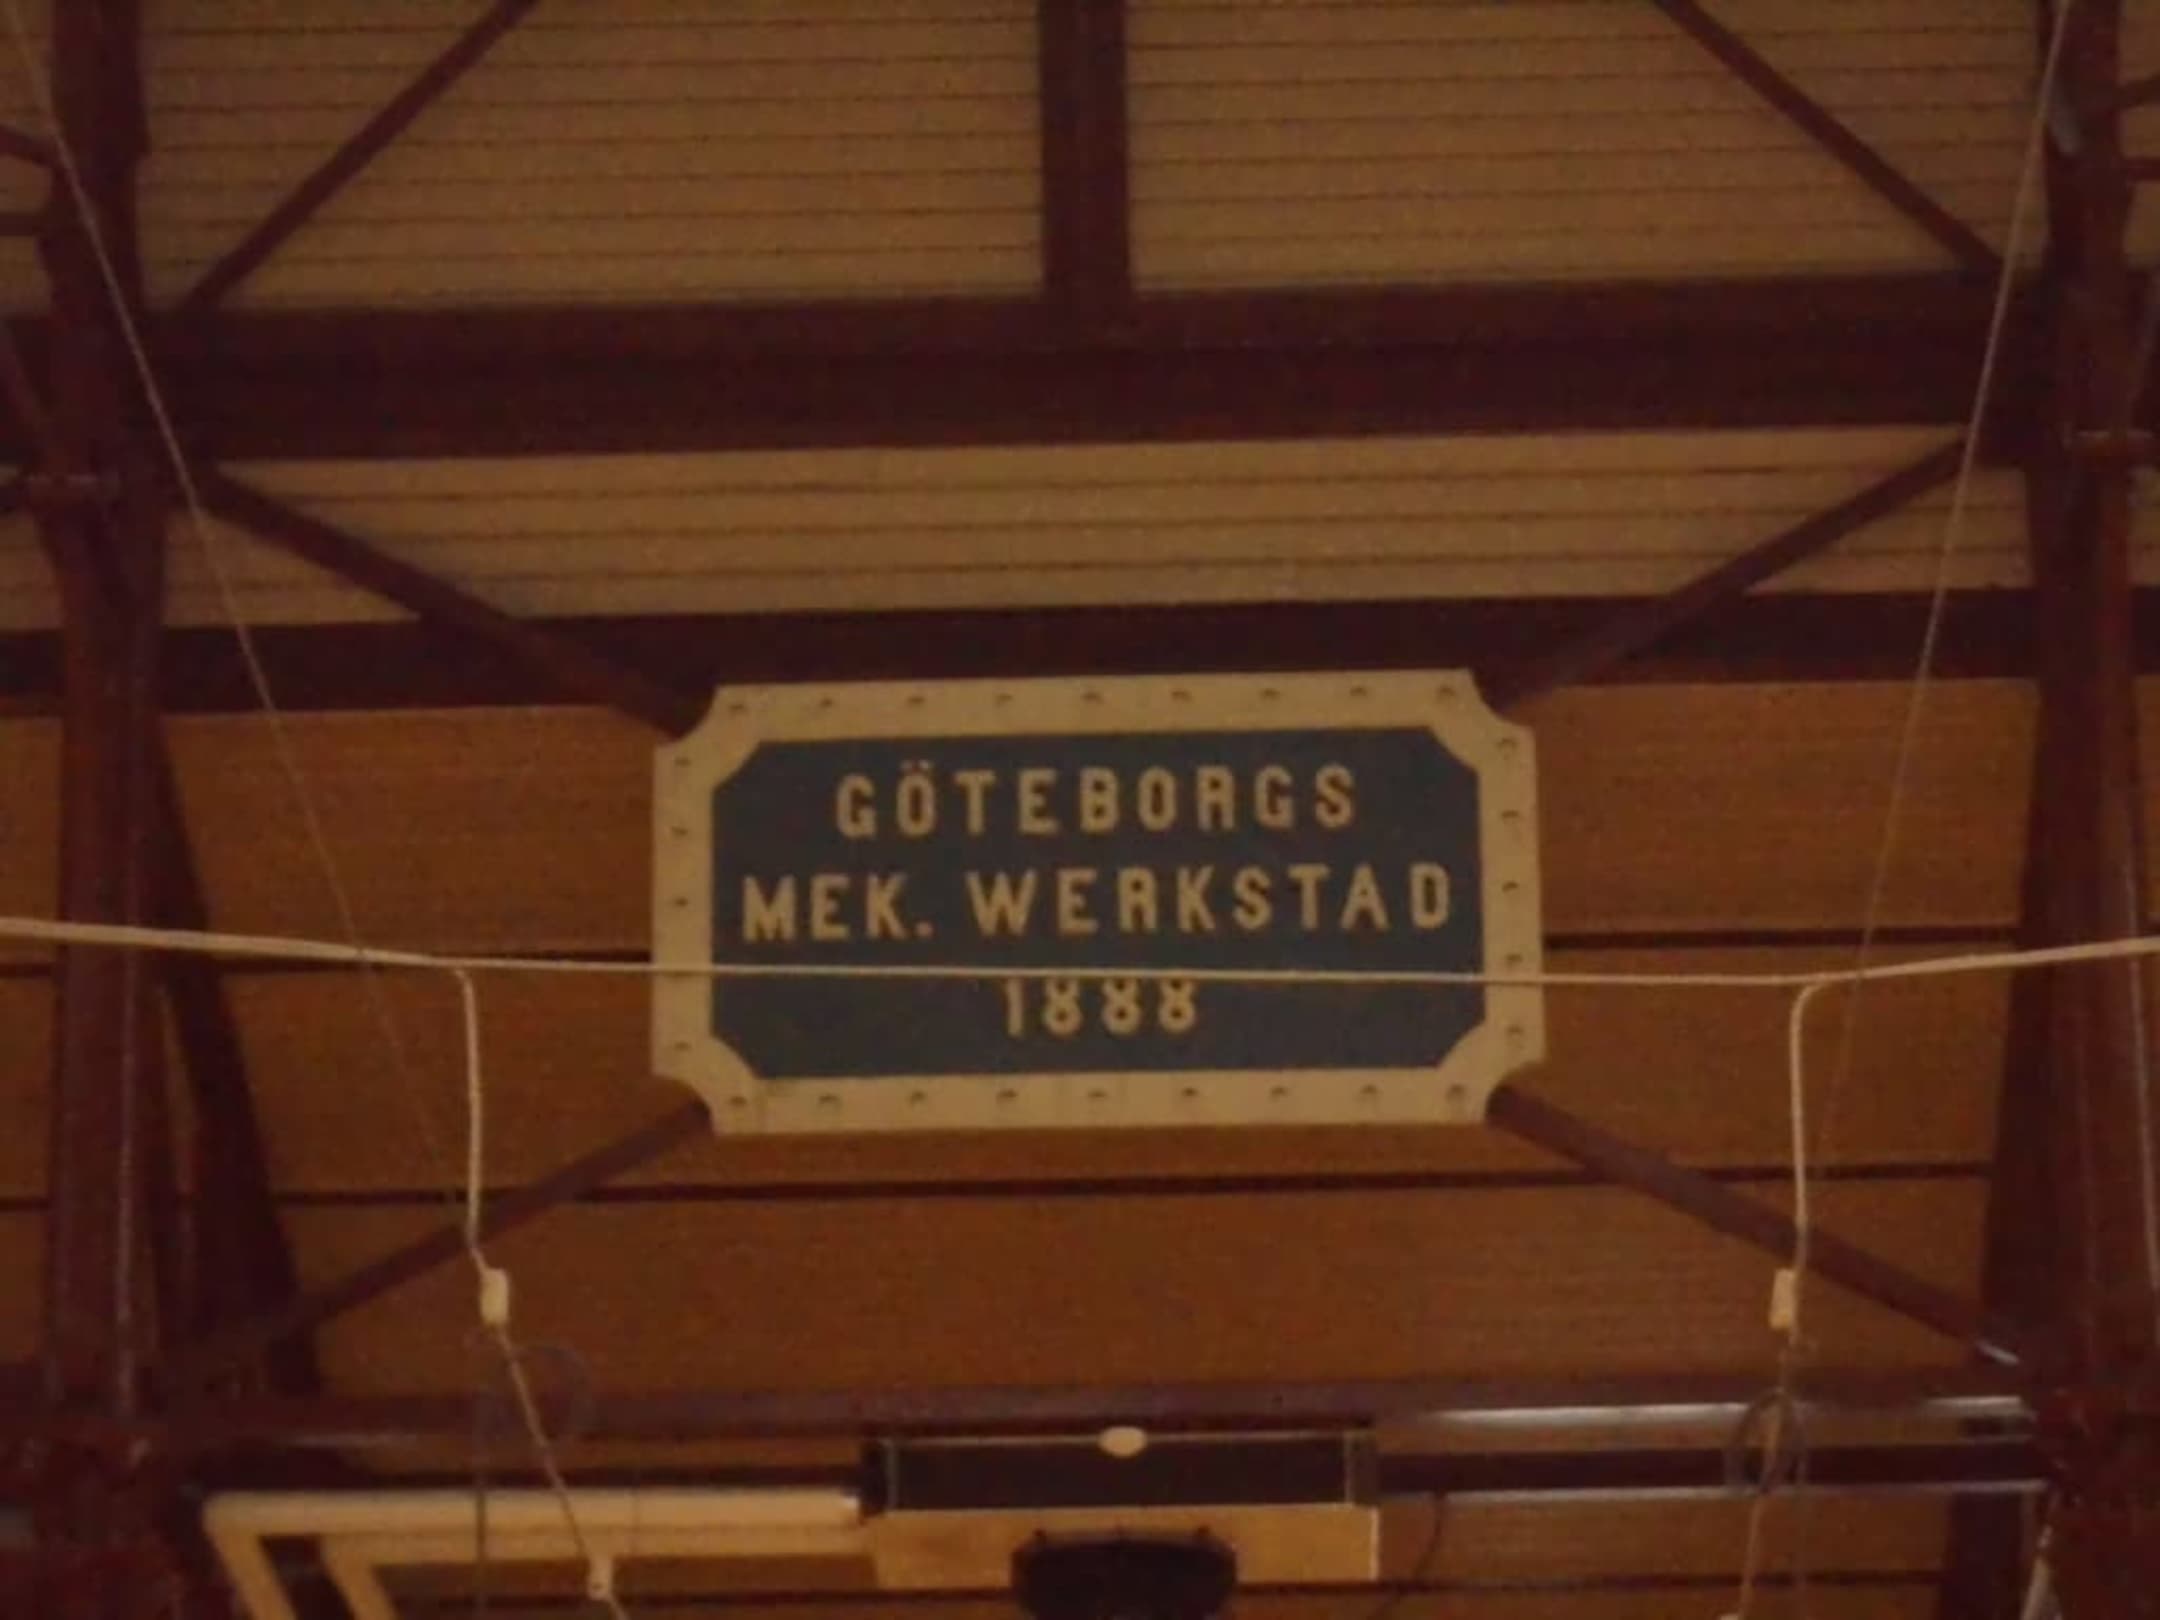 GÖTEBORGS
MEK. WERKSTAD
1888